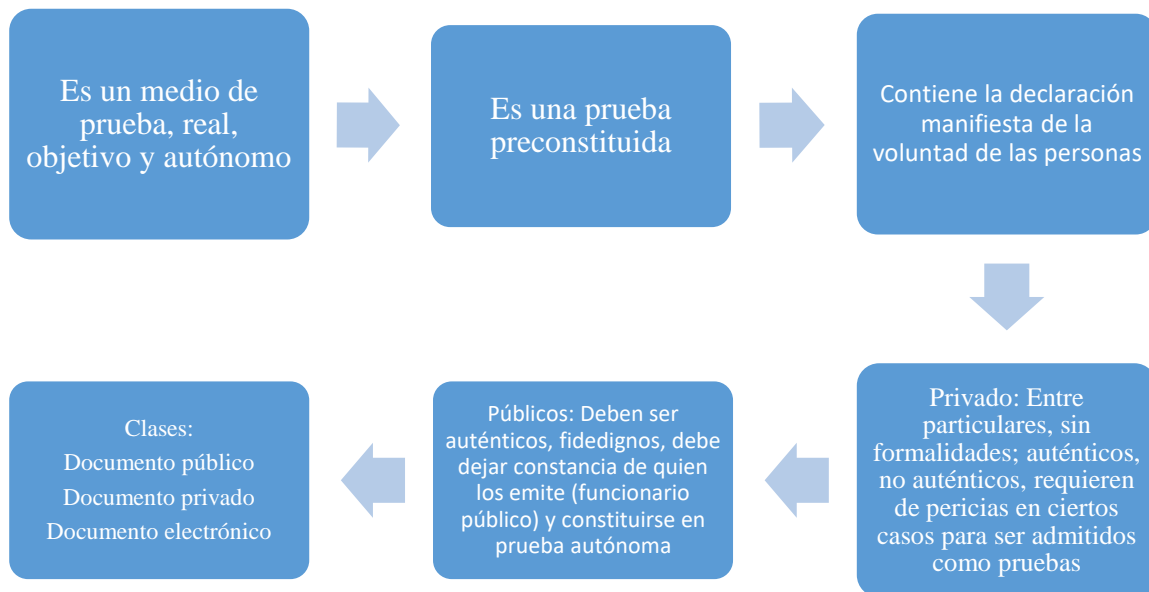 Es un medio de
prueba, real,
objetivo y autónomo
Es una prueba
preconstituida
Contiene la declaración
manifiesta de la
voluntad de las personas
Privado: Entre
particulares, sin
formalidades; auténticos,
no auténticos, requieren
de pericias en ciertos
casos para ser admitidos
como pruebas
Públicos: Deben ser
auténticos, fidedignos, debe
dejar constancia de quien
los emite (funcionario
público) y constituirse en
prueba autónoma
Clases:
Documento público
Documento privado
Documento electrónico